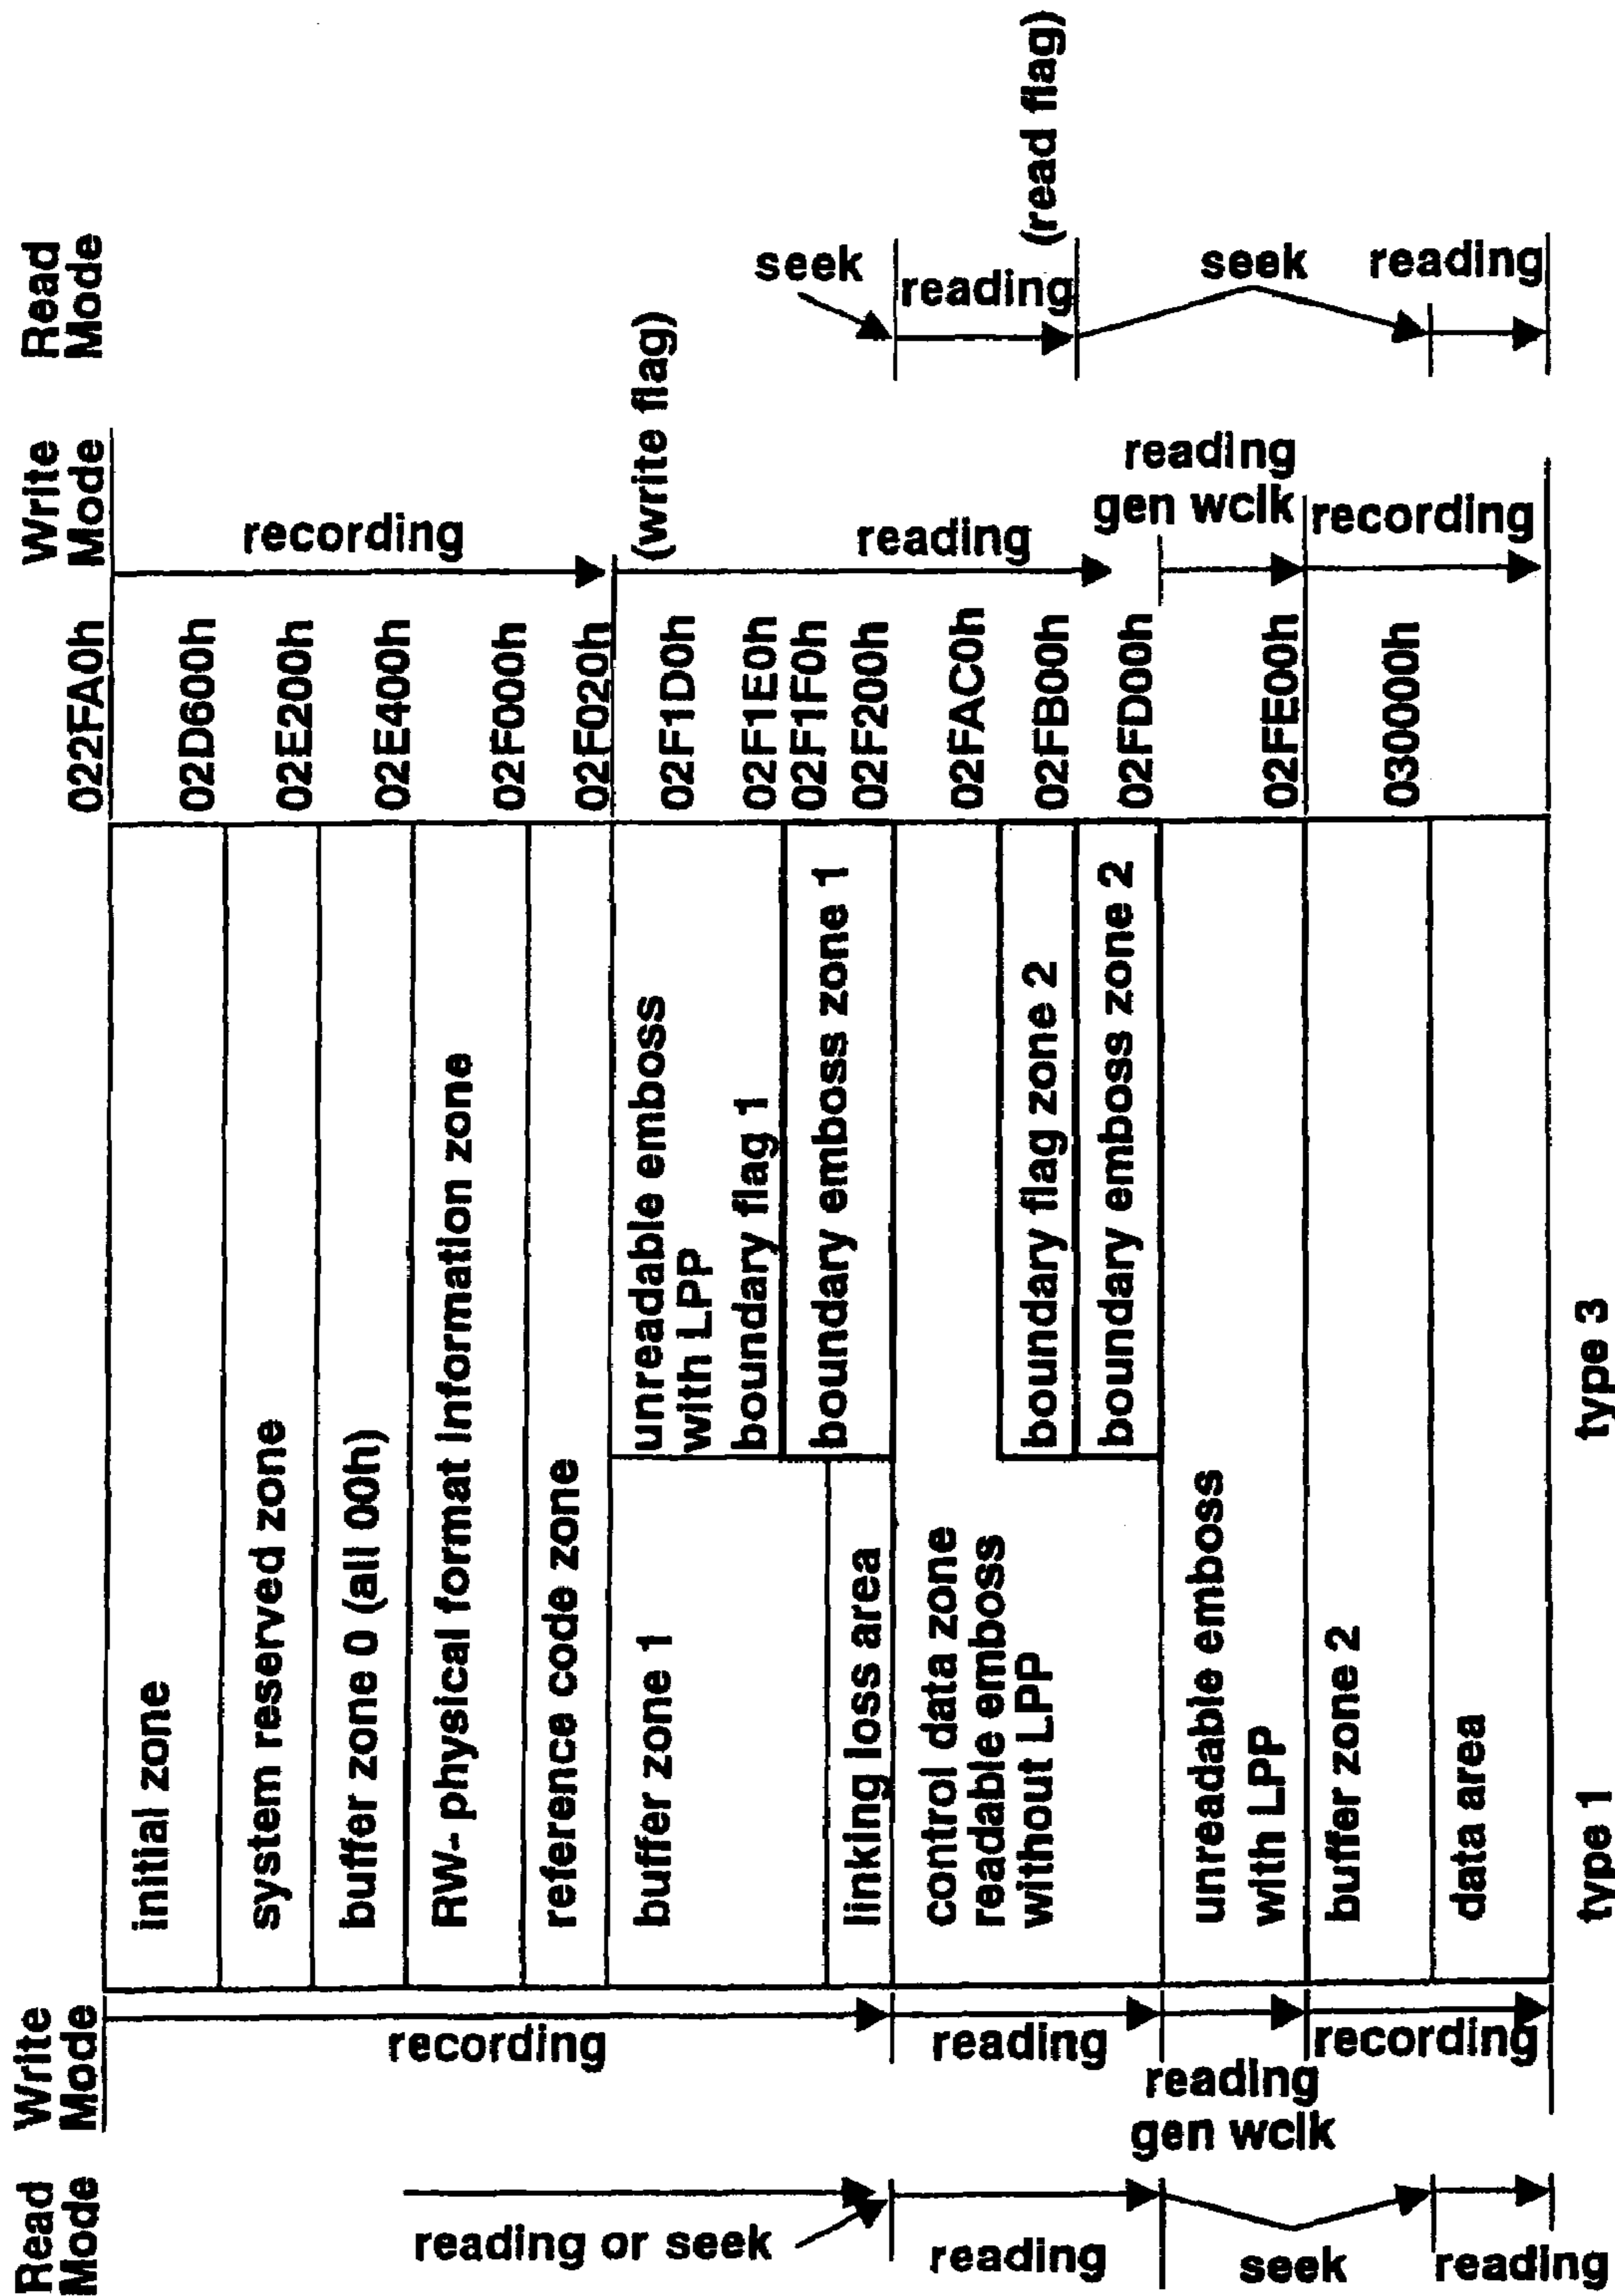 Read
Mode
Write
Mode
recording
reading
reading
gen wclk
recording
reading or seek
reading
seek
reading
initial zone
system reserved zone
buffer zone 0 (all 00h)
RW- physical format Information zone
reference code zone
buffer zone 1
linking loss area
control data zone
readable emboss
without LPP
unreadable emboss
with LPP
buffer zone 2
data area
type 1
unreadable emboss
with LPP
boundary flag 1
boundary emboss zone 1
boundary flag zone 2
boundary emboss zone 2
type 3
022FA0h
02D600h
02E200h
02E400h
02F000h
02F020h
02F1D0h
02F1E0h
02F1F0h
02F200h
02FAC0h
02FB00h
02FD00h
02FE00h
030000h
Write
Mode
recording
(write flag)
reading
reading
gen wclk
recording
Read
Mode
seek
reading
(read flag)
seek
reading